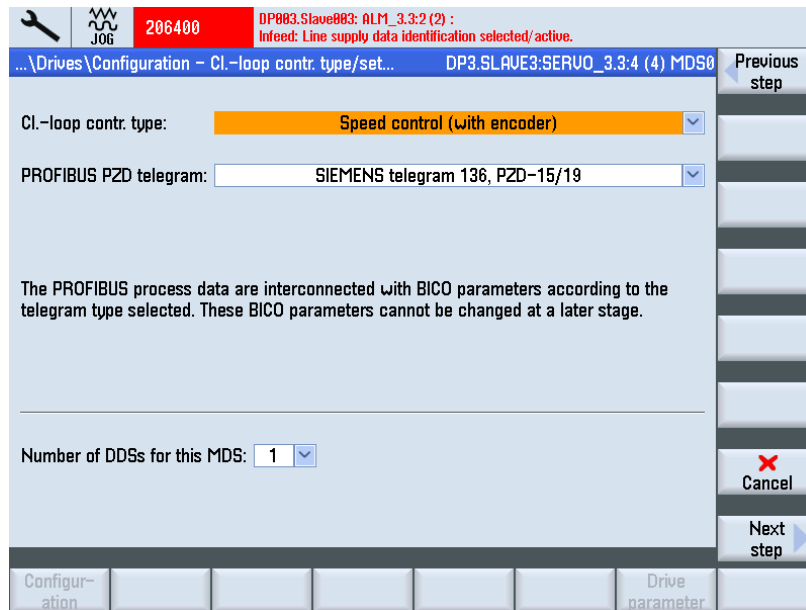 JOG
206400
DP003.Slave003: ALM_3.3:2 (2) :
Infeed: Line supply data identification selected/active.
...\Drives\Configuration – Cl.–loop contr. type/set...
DP3.SLAVE3:SERVO_3.3:4 (4) MDS0
Previous
step
Cl.–loop contr. type:
Speed control (with encoder)
PROFIBUS PZD telegram:
SIEMENS telegram 136, PZD–15/19
The PROFIBUS process data are interconnected with BICO parameters according to the
telegram type selected. These BICO parameters cannot be changed at a later stage.
Number of DDSs for this MDS:
1
Cancel
Next
step
Configur–
ation
Drive
parameter